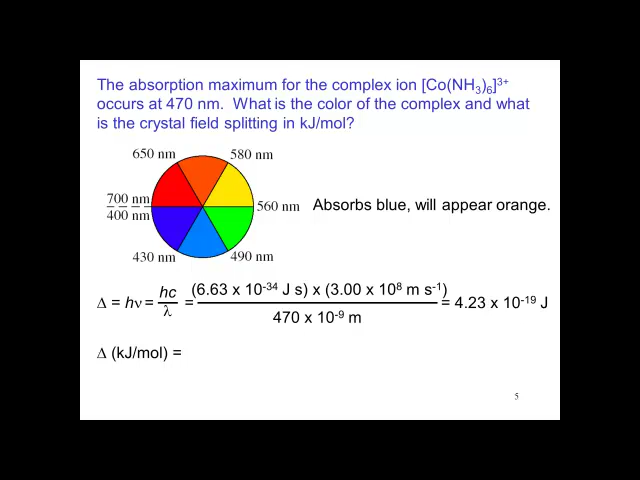 The absorption maximum for the complex ion [Co(NH₃)₆]³⁺
occurs at 470 nm. What is the color of the complex and what
is the crystal field splitting in kJ/mol?
650 nm 580 nm
700 nm
400 nm
560 nm
Absorbs blue, will appear orange.
430 nm 490 nm
Δ = hν = hc/λ = (6.63 x 10⁻³⁴ J s) x (3.00 x 10⁸ m s⁻¹) / 470 x 10⁻⁹ m = 4.23 x 10⁻¹⁹ J
Δ (kJ/mol) =
5